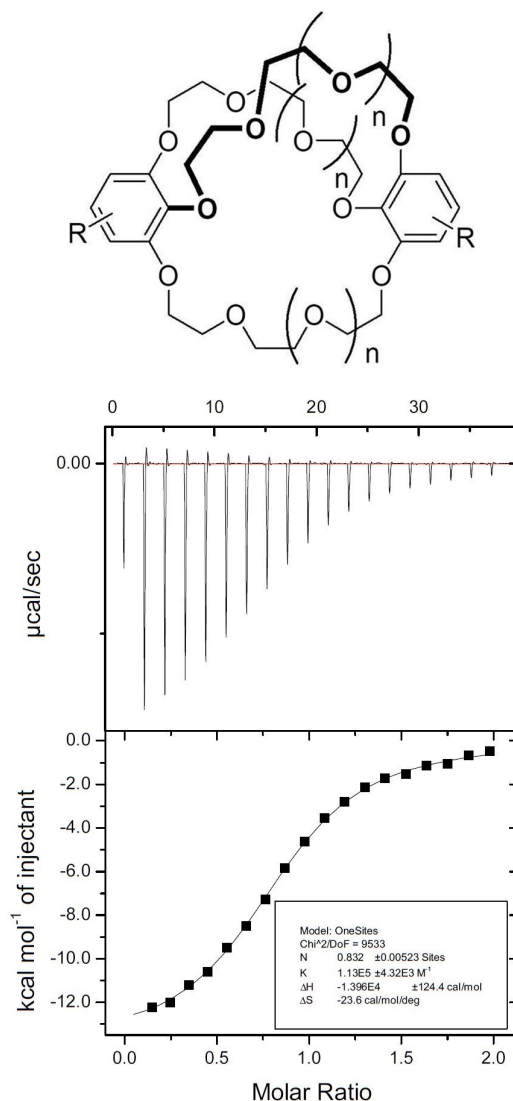 (O)n
O
O
O
(O)n
O
O
O
R
R
O
O
O
(O)n
0 10 20 30
0.00
µcal/sec
0.0
-2.0
-4.0
-6.0
-8.0
-10.0
-12.0
kcal mol⁻¹ of injectant
Model: OneSites
Chi^2/DoF = 9533
N 0.832 ±0.00523 Sites
K 1.13E5 ±4.32E3 M⁻¹
ΔH -1.396E4 ±124.4 cal/mol
ΔS -23.6 cal/mol/deg
0.0 0.5 1.0 1.5 2.0
Molar Ratio